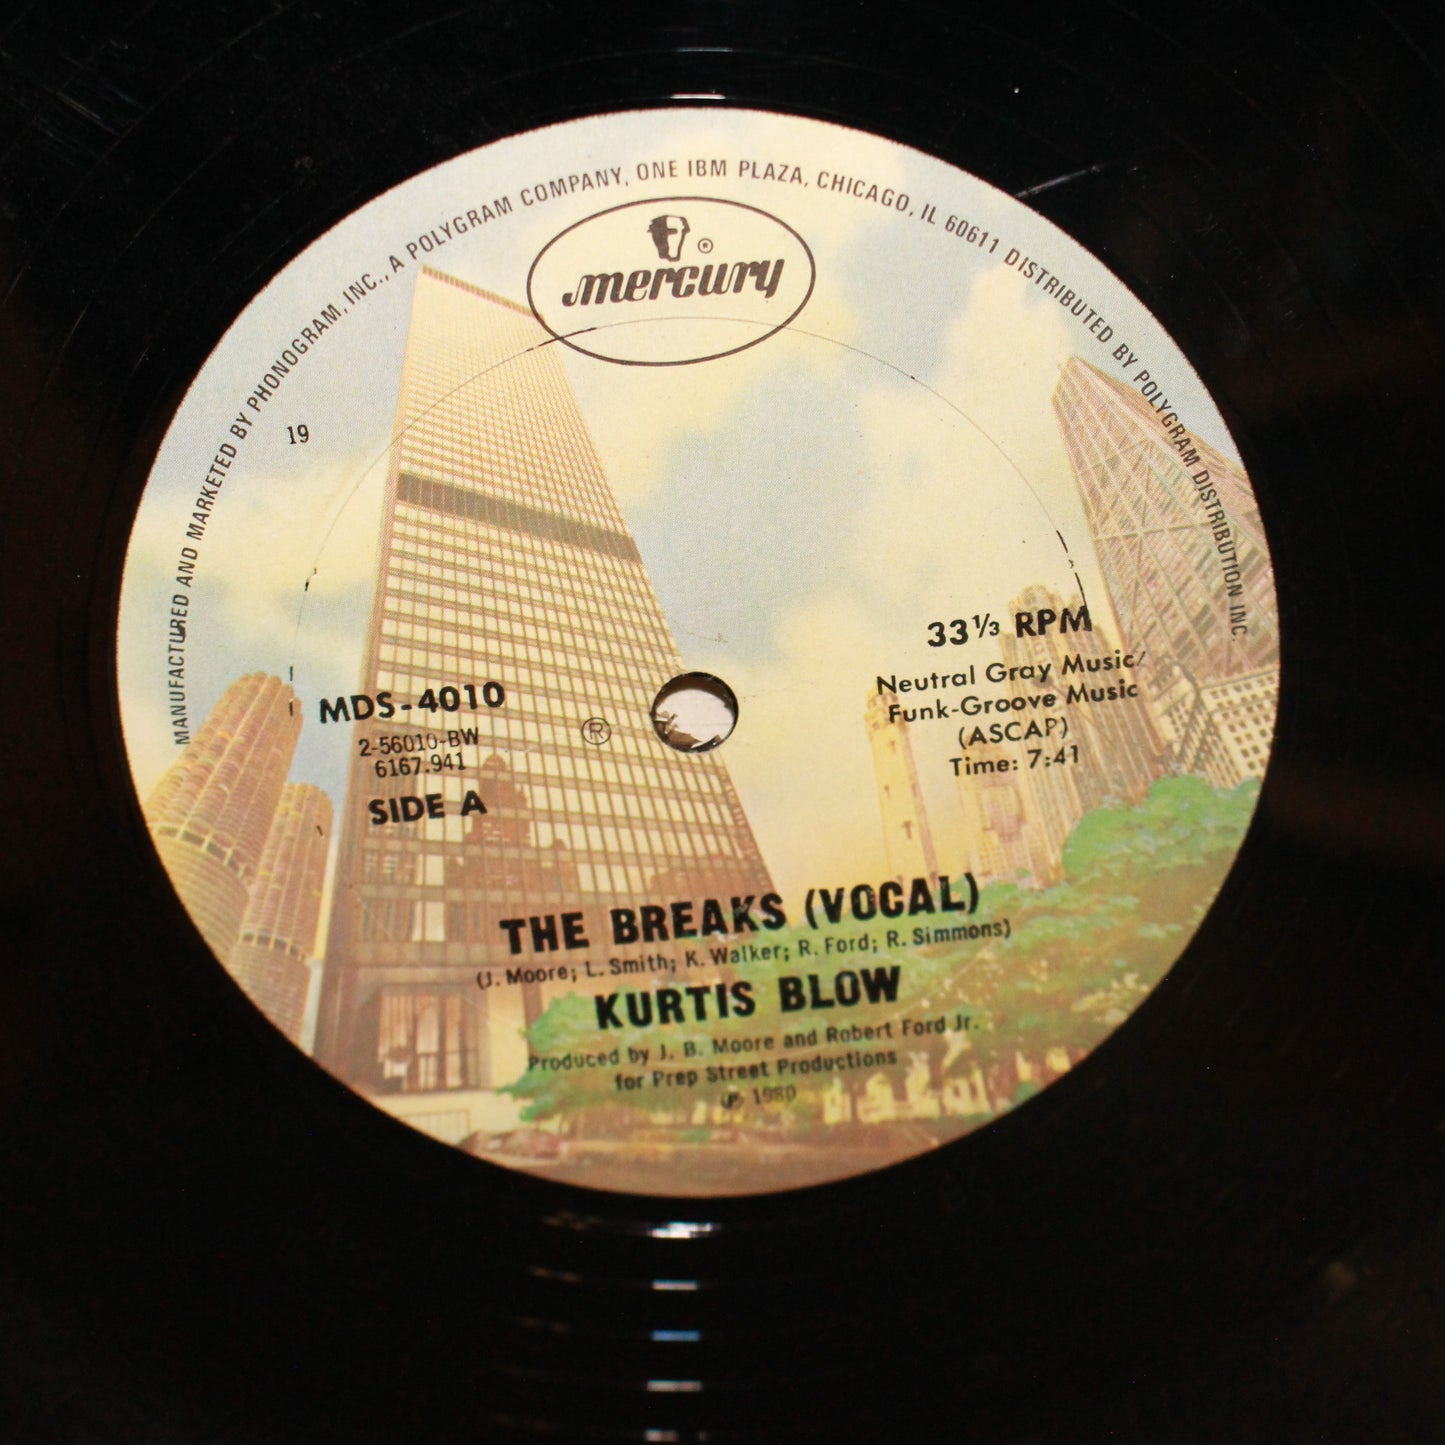 MANUFACTURED AND MARKETED BY PHONOGRAM, INC., A POLYGRAM COMPANY, ONE IBM PLAZA, CHICAGO, IL 60611 DISTRIBUTED BY POLYGRAM DISTRIBUTION INC.
®
mercury
19
33⅓ RPM
Neutral Gray Music/
Funk-Groove Music
(ASCAP)
Time: 7:41
MDS-4010
2-56010-BW
6167.941
SIDE A
®
THE BREAKS (VOCAL)
(J. Moore; L. Smith; K. Walker; R. Ford; R. Simmons)
KURTIS BLOW
Produced by J. B. Moore and Robert Ford Jr.
for Prep Street Productions
℗ 1980